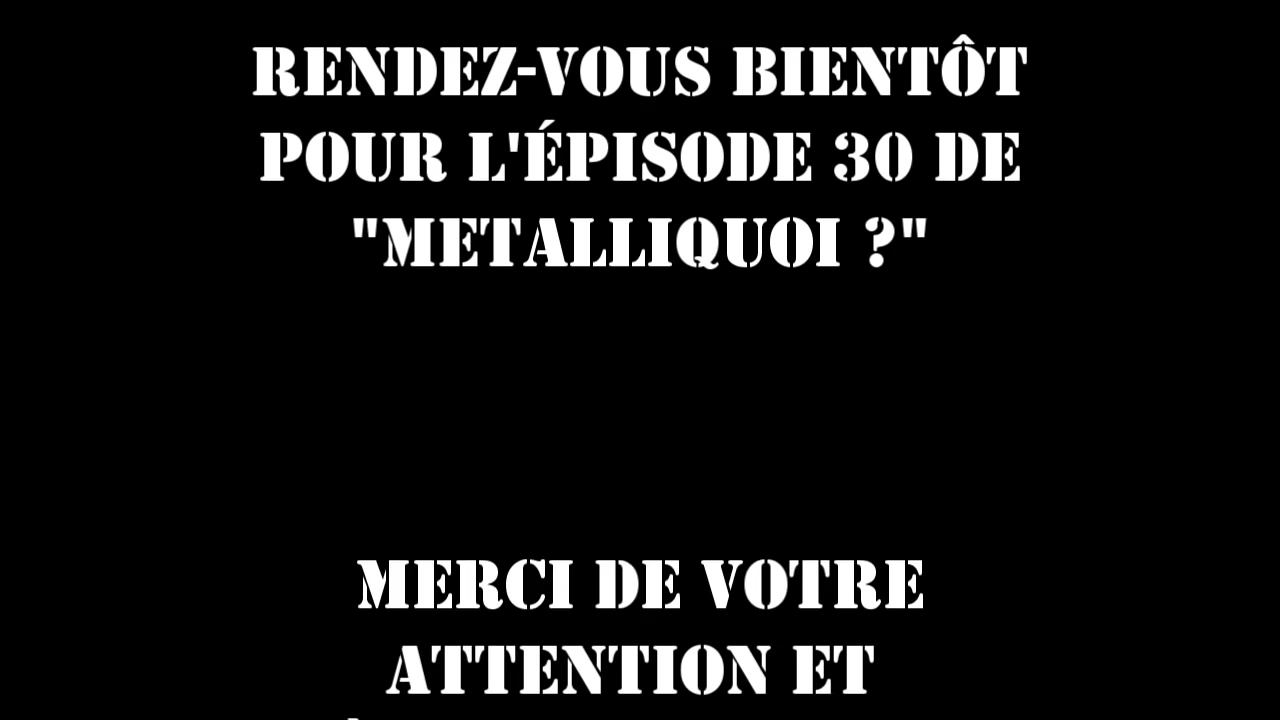 RENDEZ-VOUS BIENTÔT
POUR L'ÉPISODE 30 DE
"METALLIQUOI ?"
MERCI DE VOTRE
ATTENTION ET